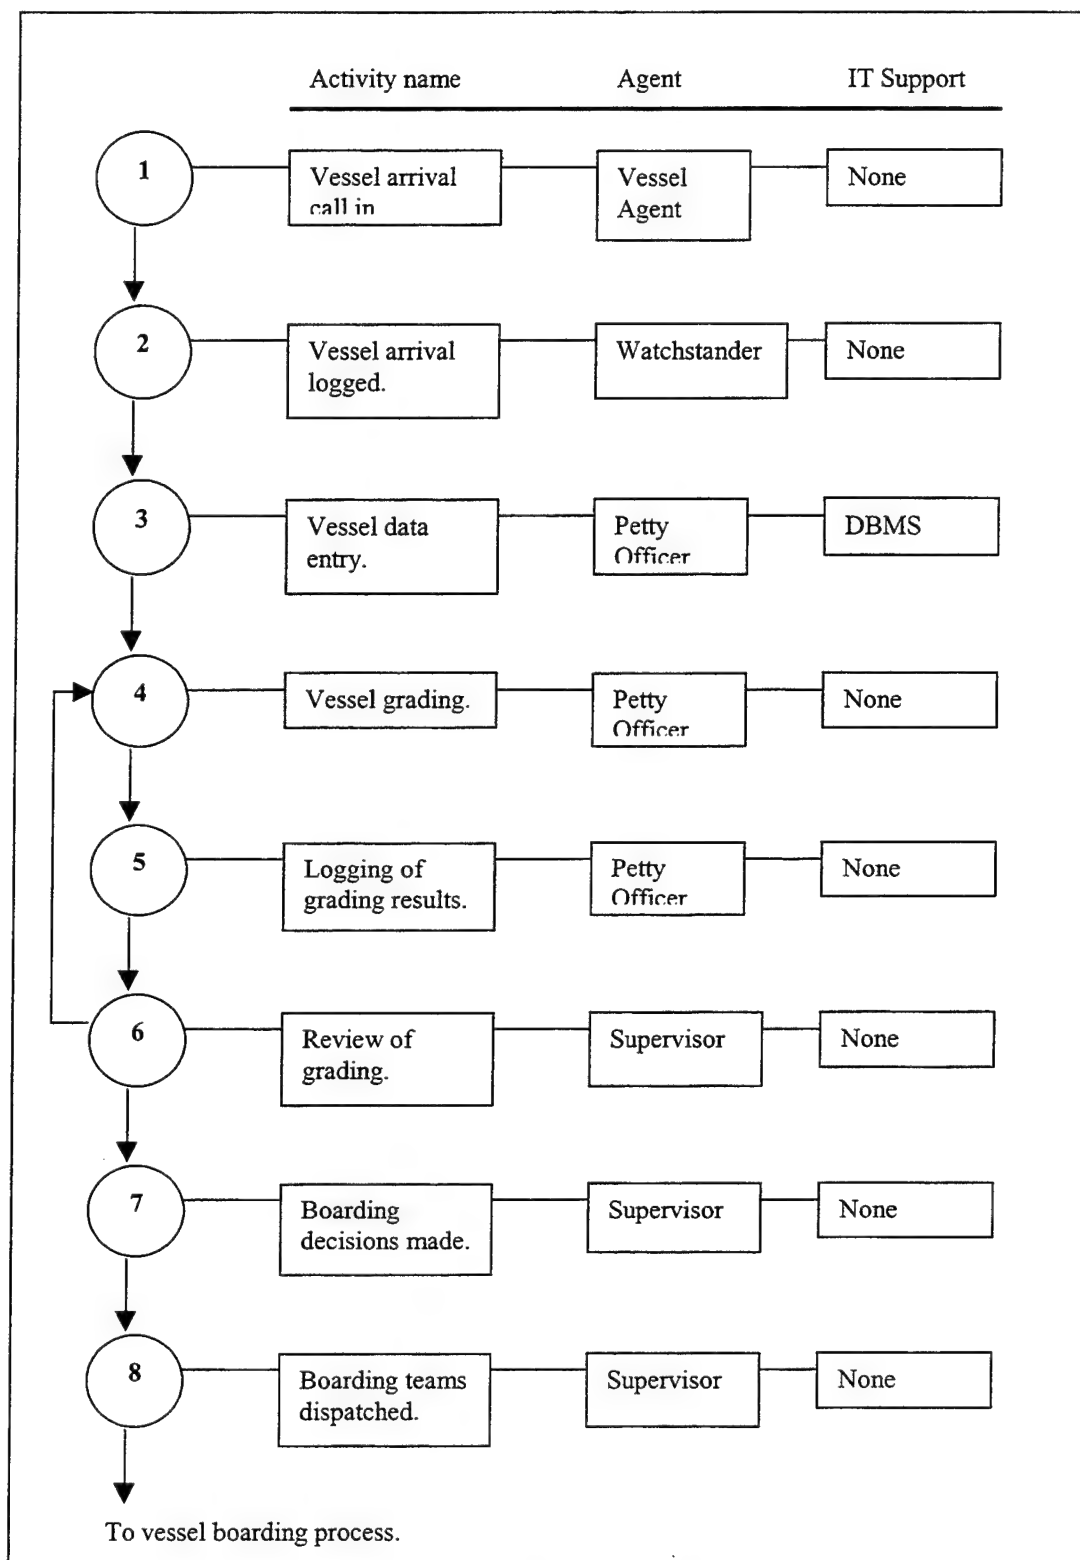 Activity name Agent IT Support
1 Vessel arrival Vessel None
call in Agent
2 Vessel arrival Watchstander None
logged.
3 Vessel data Petty DBMS
entry. Officer
4 Vessel grading. Petty None
Officer
5 Logging of Petty None
grading results. Officer
6 Review of Supervisor None
grading.
7 Boarding Supervisor None
decisions made.
8 Boarding teams Supervisor None
dispatched.
To vessel boarding process.